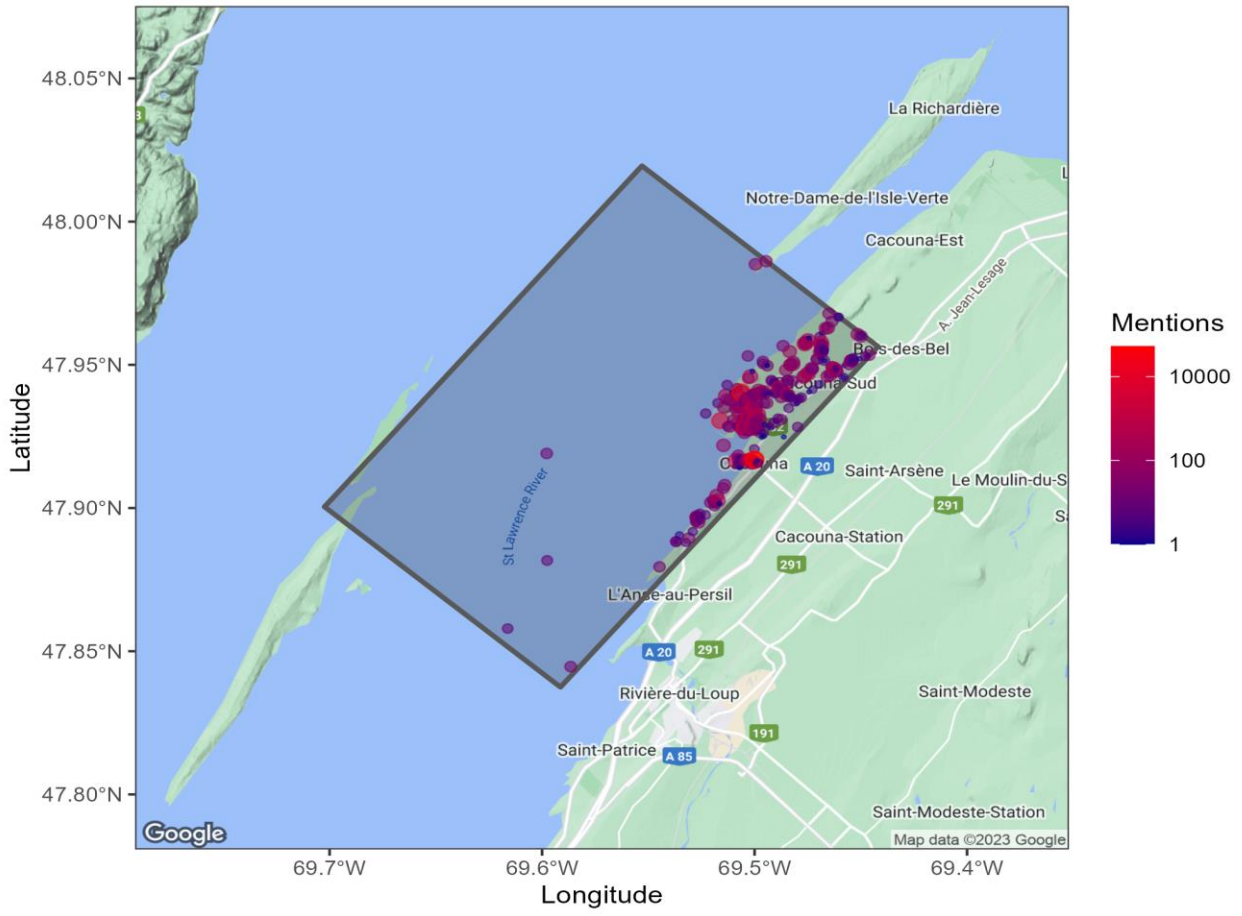 48.05°N
48.00°N
47.95°N
47.90°N
47.85°N
47.80°N
Latitude
La Richardière
Notre-Dame-de-l'Isle-Verte
Cacouna-Est
A. Jean-Lesage
Bois-des-Bel
Cacouna Sud
Cacouna
A 20
Saint-Arsène
Le Moulin-du-S
291
St Lawrence River
Cacouna-Station
291
L'Anse-au-Persil
A 20
291
Rivière-du-Loup
Saint-Modeste
191
Saint-Patrice
A 85
Saint-Modeste-Station
Google
Map data ©2023 Google
69.7°W
69.6°W
69.5°W
69.4°W
Longitude
Mentions
10000
100
1